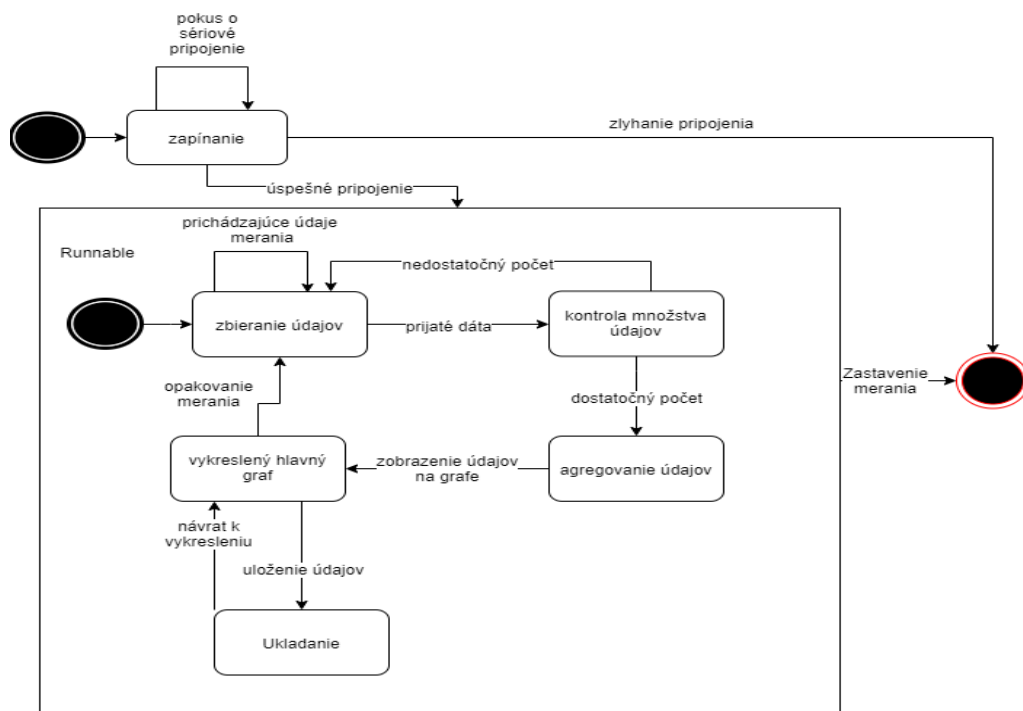 pokus o
sériové
pripojenie
zapínanie
zlyhanie pripojenia
úspešné pripojenie
Runnable
prichádzajúce údaje
merania
nedostatočný počet
zbieranie údajov
prijaté dáta
kontrola množstva
údajov
opakovanie
merania
dostatočný počet
Zastavenie
merania
vykreslený hlavný
graf
zobrazenie údajov
na grafe
agregovanie údajov
návrat k
vykresleniu
uloženie údajov
Ukladanie